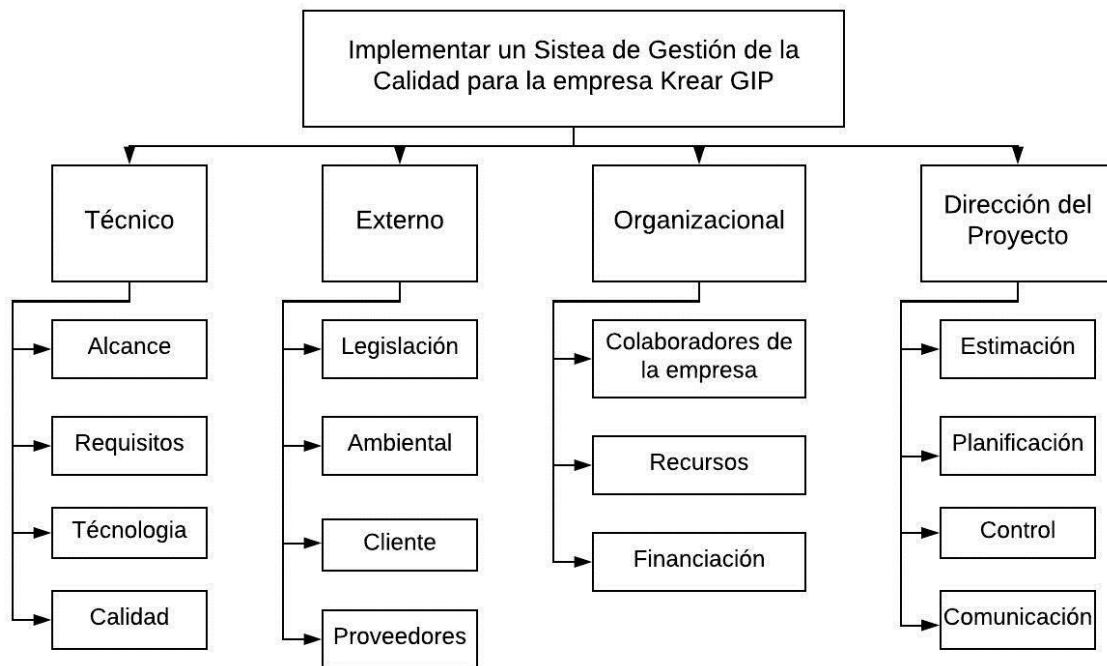 Implementar un Sistea de Gestión de la
Calidad para la empresa Krear GIP
Técnico
Externo
Organizacional
Dirección del
Proyecto
Alcance
Requisitos
Técnologia
Calidad
Legislación
Ambiental
Cliente
Proveedores
Colaboradores de
la empresa
Recursos
Financiación
Estimación
Planificación
Control
Comunicación